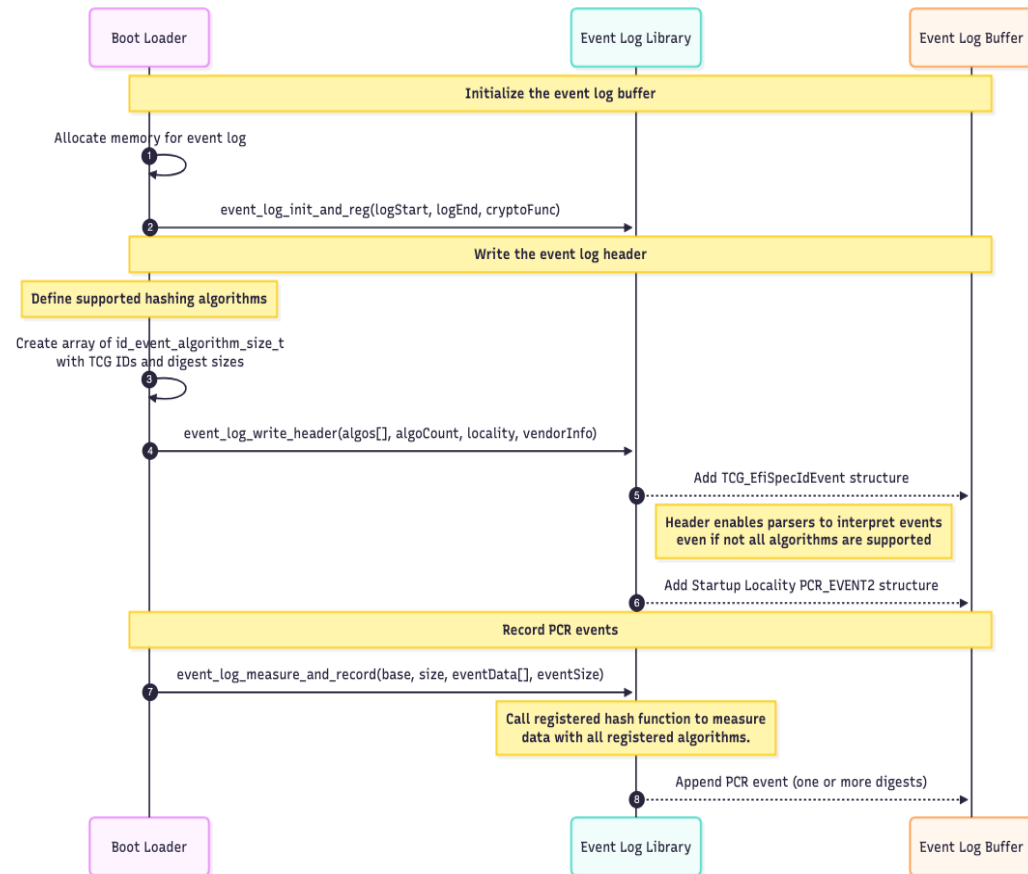 Boot Loader
Event Log Library
Event Log Buffer
Initialize the event log buffer
Allocate memory for event log
1
event_log_init_and_reg(logStart, logEnd, cryptoFunc)
2
Write the event log header
Define supported hashing algorithms
Create array of id_event_algorithm_size_t
with TCG IDs and digest sizes
3
event_log_write_header(algos[], algoCount, locality, vendorInfo)
4
Add TCG_EfiSpecIdEvent structure
5
Header enables parsers to interpret events
even if not all algorithms are supported
Add Startup Locality PCR_EVENT2 structure
6
Record PCR events
event_log_measure_and_record(base, size, eventData[], eventSize)
7
Call registered hash function to measure
data with all registered algorithms.
Append PCR event (one or more digests)
8
Boot Loader
Event Log Library
Event Log Buffer